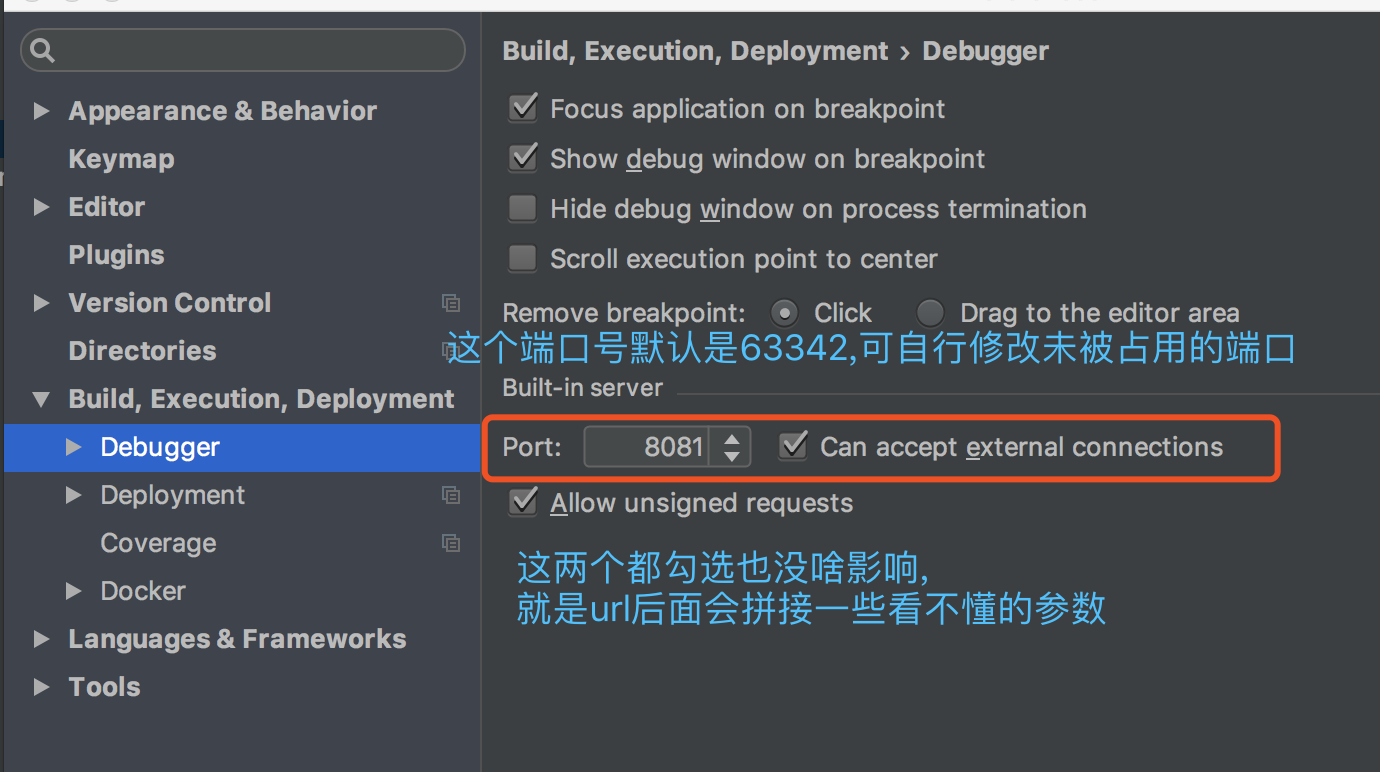 Appearance & Behavior
Keymap
Editor
Plugins
Version Control
Directories
Build, Execution, Deployment
Debugger
Deployment
Coverage
Docker
Languages & Frameworks
Tools
Build, Execution, Deployment › Debugger
Focus application on breakpoint
Show debug window on breakpoint
Hide debug window on process termination
Scroll execution point to center
Remove breakpoint: Click Drag to the editor area
这个端口号默认是63342,可自行修改未被占用的端口
Built-in server
Port: 8081 Can accept external connections
Allow unsigned requests
这两个都勾选也没啥影响,
就是url后面会拼接一些看不懂的参数